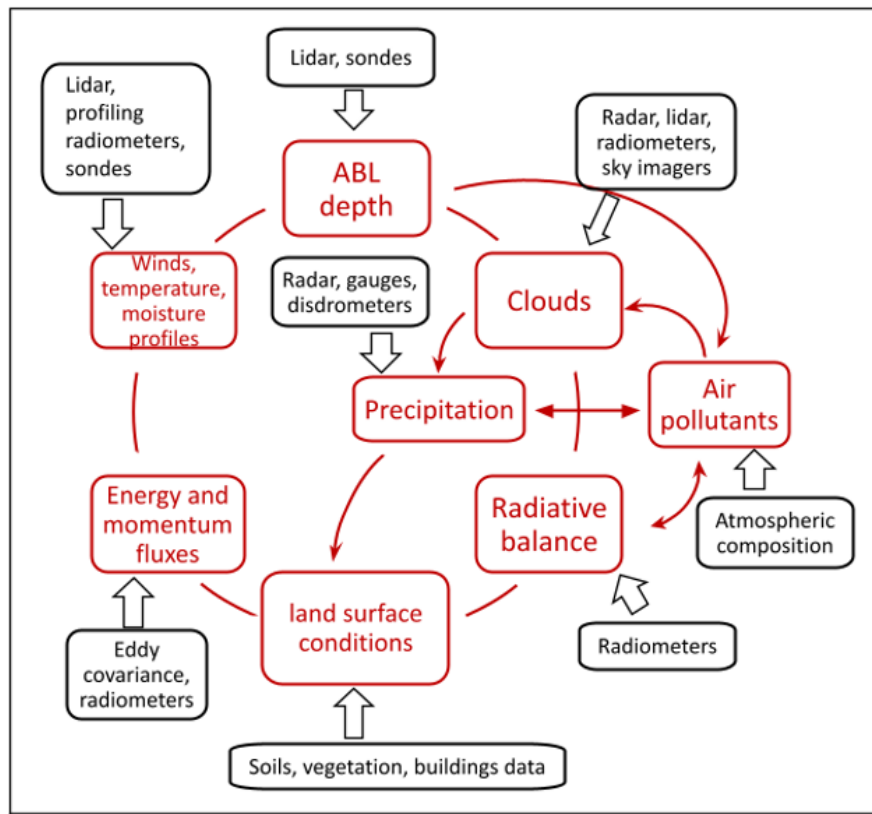 Lidar, sondes
Lidar,
profiling
radiometers,
sondes
Radar, lidar,
radiometers,
sky imagers
ABL
depth
Winds,
temperature,
moisture
profiles
Radar, gauges,
disdrometers
Clouds
Precipitation
Air
pollutants
Energy and
momentum
fluxes
Radiative
balance
Atmospheric
composition
land surface
conditions
Eddy
covariance,
radiometers
Radiometers
Soils, vegetation, buildings data